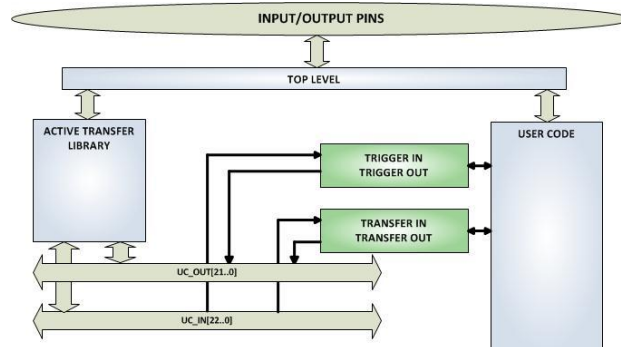 INPUT/OUTPUT PINS
TOP LEVEL
ACTIVE TRANSFER
LIBRARY
USER CODE
TRIGGER IN
TRIGGER OUT
TRANSFER IN
TRANSFER OUT
UC_OUT[21..0]
UC_IN[22..0]